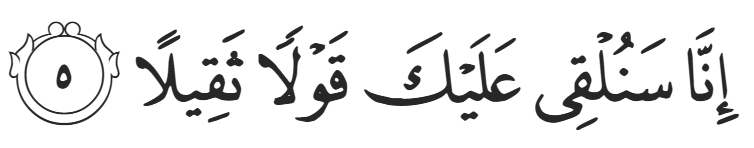 إِنَّا سَنُلْقِى عَلَيْكَ قَوْلًا ثَقِيلًا ٥